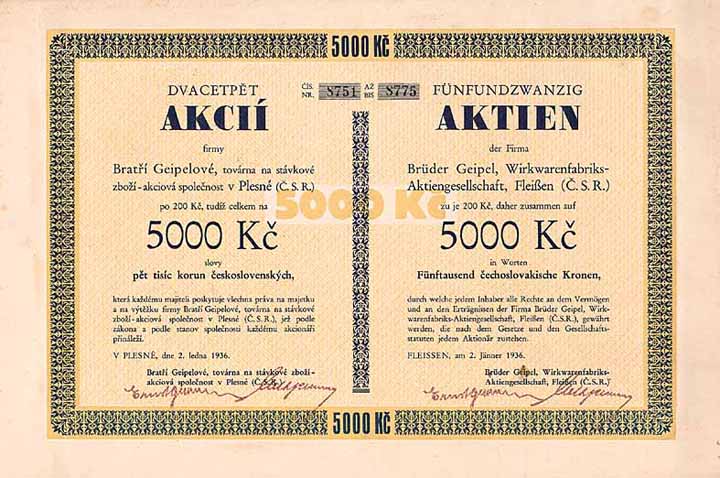 5000 Kč
ČÍS. 8751 AŽ 8775
NR. BIS
DVACETPĚT
AKCIÍ
firmy
Bratří Geipelové, továrna na stávkové
zboží-akciová společnost v Plesné (Č. S. R.)
po 200 Kč, tudíž celkem na
5000 Kč
slovy
pět tisíc korun československých,
která každému majiteli poskytuje všechna práva na majetku
a na výtěžku firmy Bratří Geipelové, továrna na stávkové
zboží-akciová společnost v Plesné (Č. S. R.), jež podle
zákona a podle stanov společnosti každému akcionáři
přináleží.
V PLESNÉ, dne 2. ledna 1936.
Bratří Geipelové, továrna na stávkové
zboží-akciová společnost v Plesné (Č.S.R.)
FÜNFUNDZWANZIG
AKTIEN
der Firma
Brüder Geipel, Wirkwarenfabriks-
Aktiengesellschaft, Fleißen (Č. S. R.)
zu je 200 Kč, daher zusammen auf
5000 Kč
in Worten
Fünftausend čechoslovakische Kronen,
durch welche jedem Inhaber alle Rechte an dem Vermögen
und an den Erträgnissen der Firma Brüder Geipel, Wirk-
warenfabriks-Aktiengesellschaft, Fleißen (Č.S.R.), gewährt
werden, die nach dem Gesetze und den Gesellschafts-
statuten jedem Aktionär zustehen.
FLEISSEN, am 2. Jänner 1936.
Brüder Geipel, Wirkwarenfabriks-
Aktiengesellschaft, Fleißen (Č.S.R.)
5000 Kč
5000 Kč